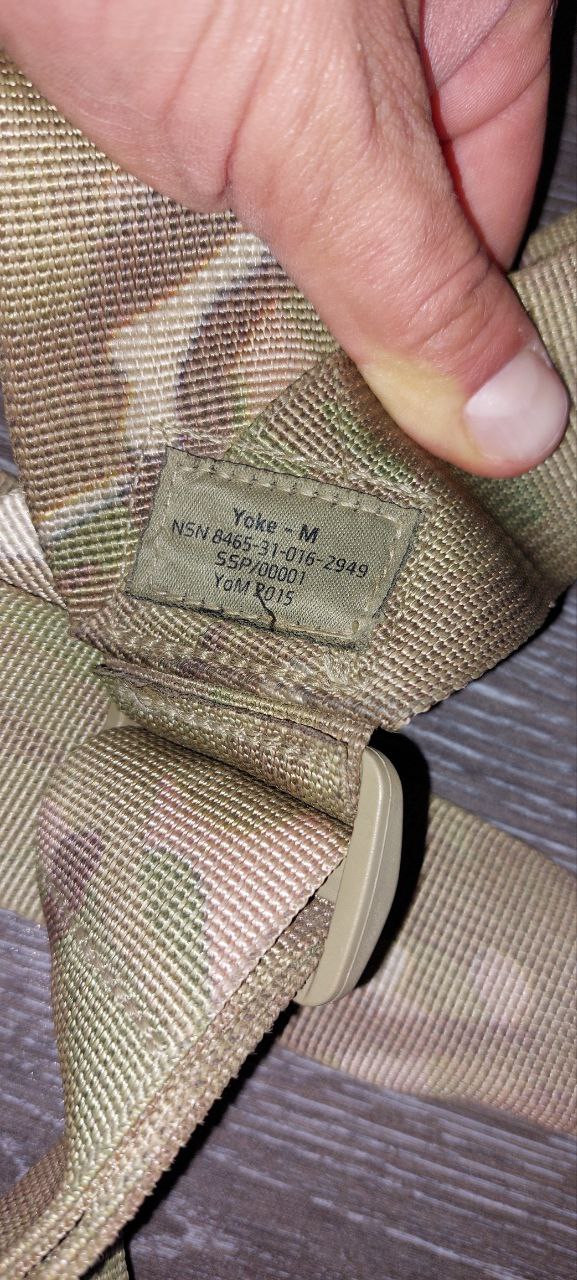 Yoke - M
NSN 8465-31-016-2949
SSP/00001
YoM 2015